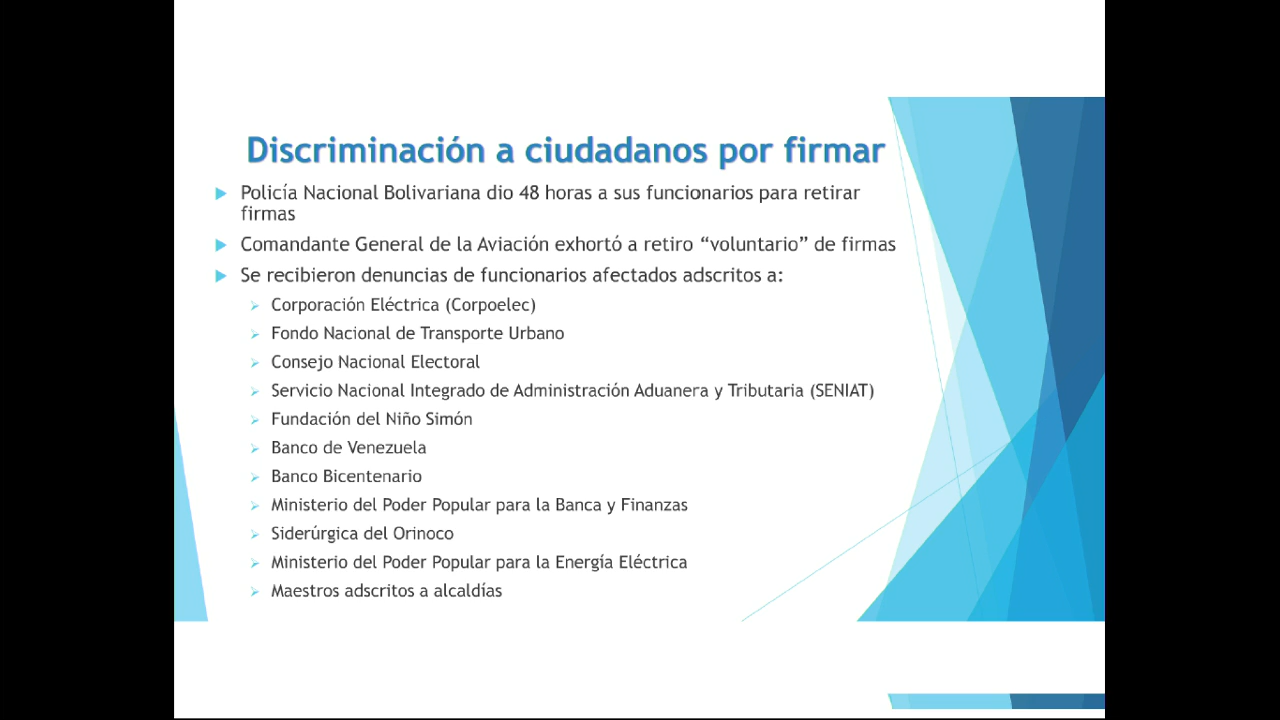 Discriminación a ciudadanos por firmar
Policía Nacional Bolivariana dio 48 horas a sus funcionarios para retirar
firmas
Comandante General de la Aviación exhortó a retiro “voluntario” de firmas
Se recibieron denuncias de funcionarios afectados adscritos a:
Corporación Eléctrica (Corpoelec)
Fondo Nacional de Transporte Urbano
Consejo Nacional Electoral
Servicio Nacional Integrado de Administración Aduanera y Tributaria (SENIAT)
Fundación del Niño Simón
Banco de Venezuela
Banco Bicentenario
Ministerio del Poder Popular para la Banca y Finanzas
Siderúrgica del Orinoco
Ministerio del Poder Popular para la Energía Eléctrica
Maestros adscritos a alcaldías